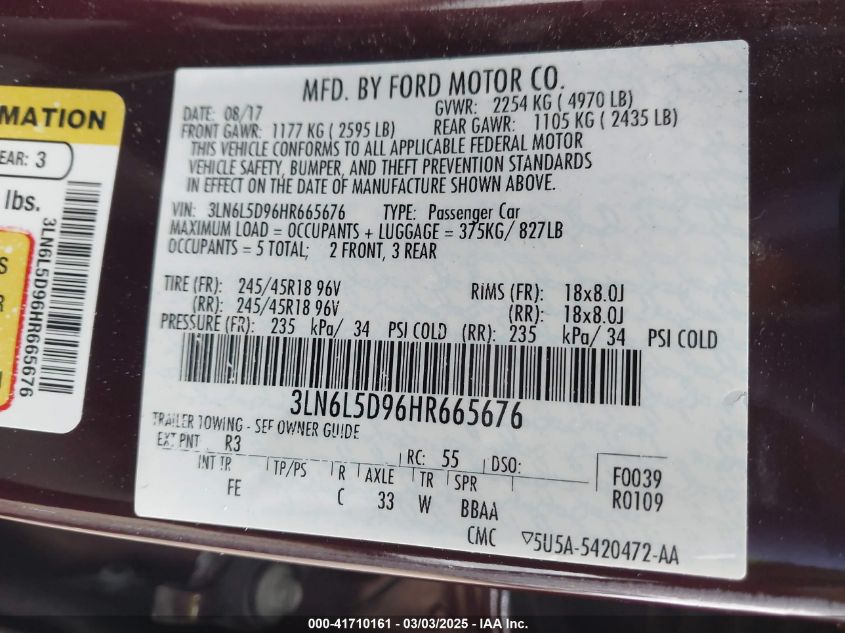 MATION
EAR: 3
lbs.
3LN6L5D96HR665676
S
R
MFD. BY FORD MOTOR CO.
DATE: 08/17 GVWR: 2254 KG ( 4970 LB)
FRONT GAWR: 1177 KG ( 2595 LB) REAR GAWR: 1105 KG ( 2435 LB)
THIS VEHICLE CONFORMS TO ALL APPLICABLE FEDERAL MOTOR
VEHICLE SAFETY, BUMPER, AND THEFT PREVENTION STANDARDS
IN EFFECT ON THE DATE OF MANUFACTURE SHOWN ABOVE.
VIN: 3LN6L5D96HR665676 TYPE: Passenger Car
MAXIMUM LOAD = OCCUPANTS + LUGGAGE = 375KG/ 827LB
OCCUPANTS = 5 TOTAL; 2 FRONT, 3 REAR
TIRE (FR): 245/45R18 96V RIMS (FR): 18x8.0J
(RR): 245/45R18 96V (RR): 18x8.0J
PRESSURE (FR): 235 kPa/ 34 PSI COLD (RR): 235 kPa/ 34 PSI COLD
3LN6L5D96HR665676
TRAILER TOWING - SEE OWNER GUIDE
EXT PNT R3 RC: 55 DSO:
INT TR TP/PS R AXLE TR SPR F0039
FE C 33 W BBAA R0109
CMC 5U5A-5420472-AA
000-41710161 - 03/03/2025 - IAA Inc.